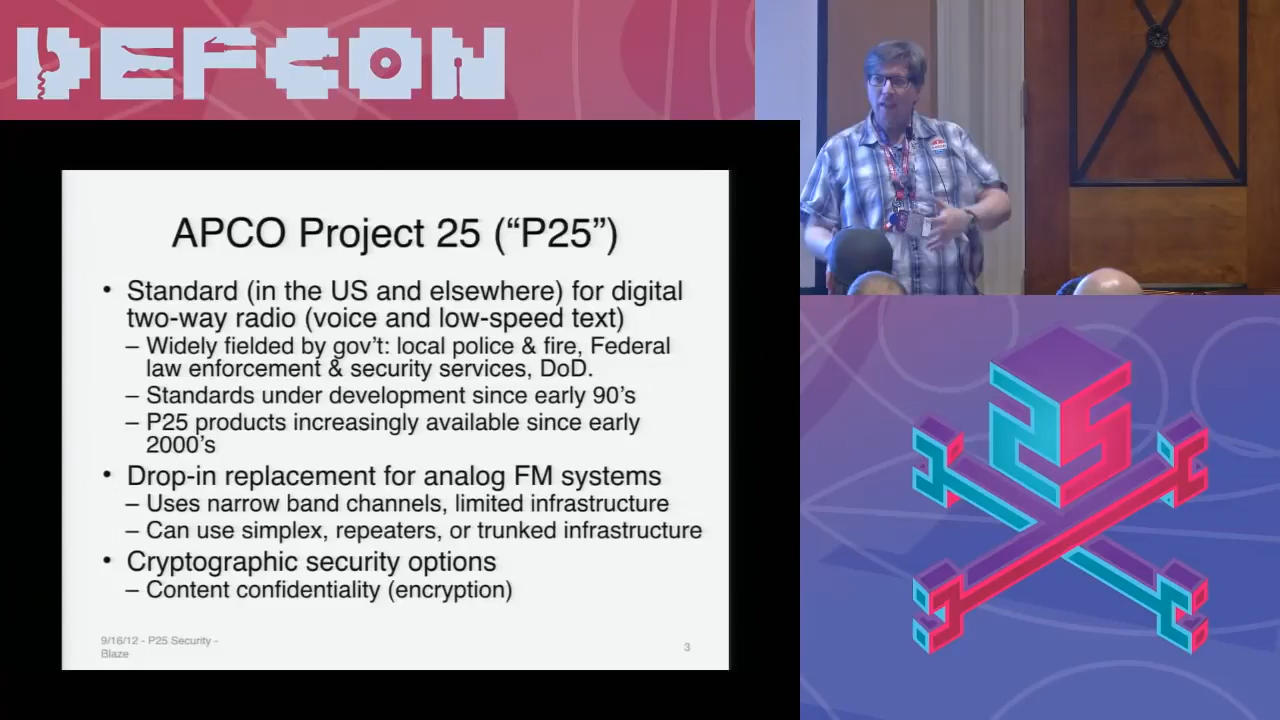 DEFCON
APCO Project 25 (“P25”)
• Standard (in the US and elsewhere) for digital
two-way radio (voice and low-speed text)
– Widely fielded by gov’t: local police & fire, Federal
law enforcement & security services, DoD.
– Standards under development since early 90’s
– P25 products increasingly available since early
2000’s
• Drop-in replacement for analog FM systems
– Uses narrow band channels, limited infrastructure
– Can use simplex, repeaters, or trunked infrastructure
• Cryptographic security options
– Content confidentiality (encryption)
9/16/12 - P25 Security -
Blaze
3
25